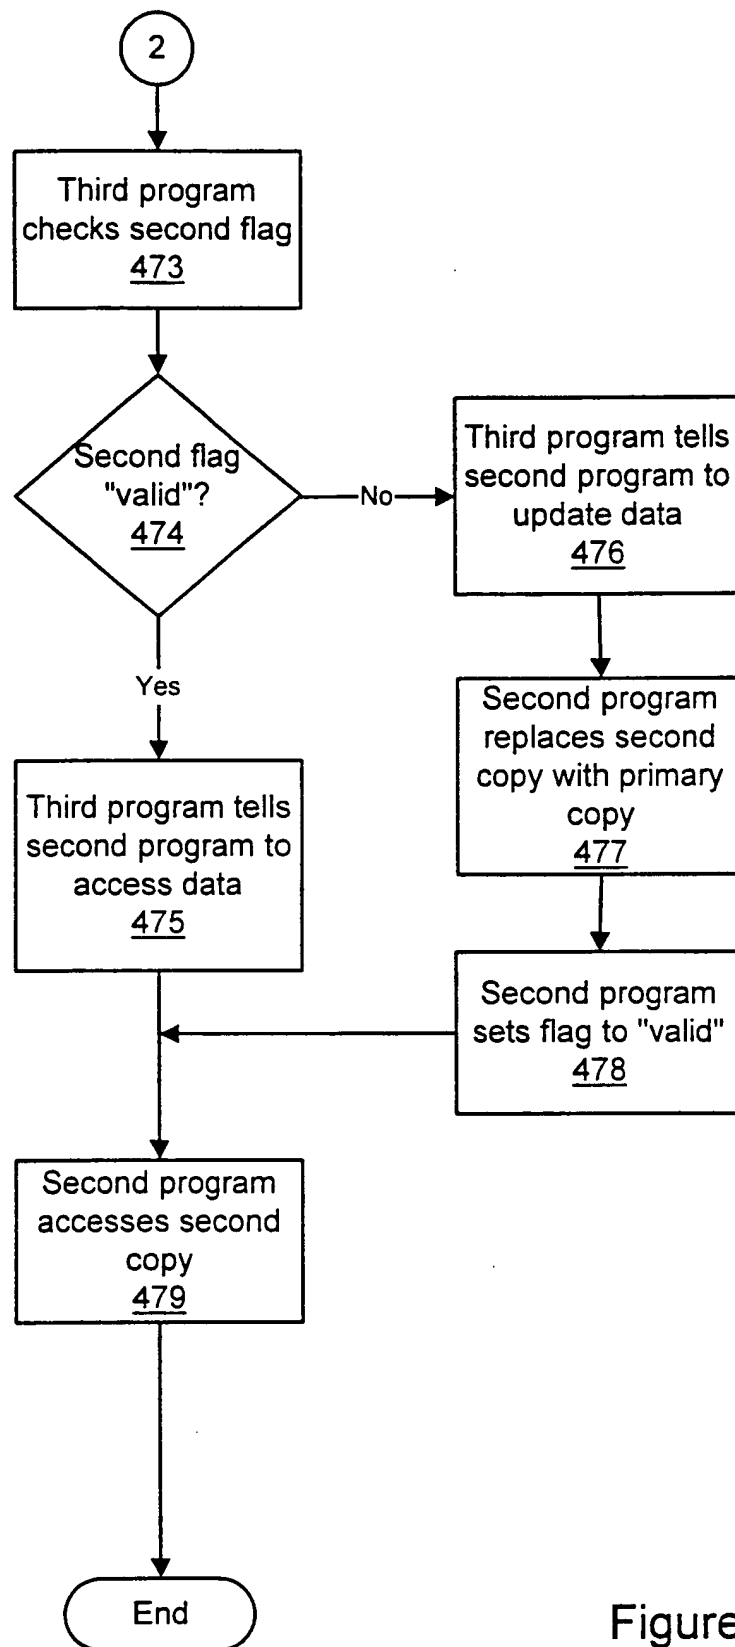 2
Third program
checks second flag
473
Second flag
"valid"?
474
No
Third program tells
second program to
update data
476
Yes
Second program
replaces second
copy with primary
copy
477
Third program tells
second program to
access data
475
Second program
sets flag to "valid"
478
Second program
accesses second
copy
479
End
Figure